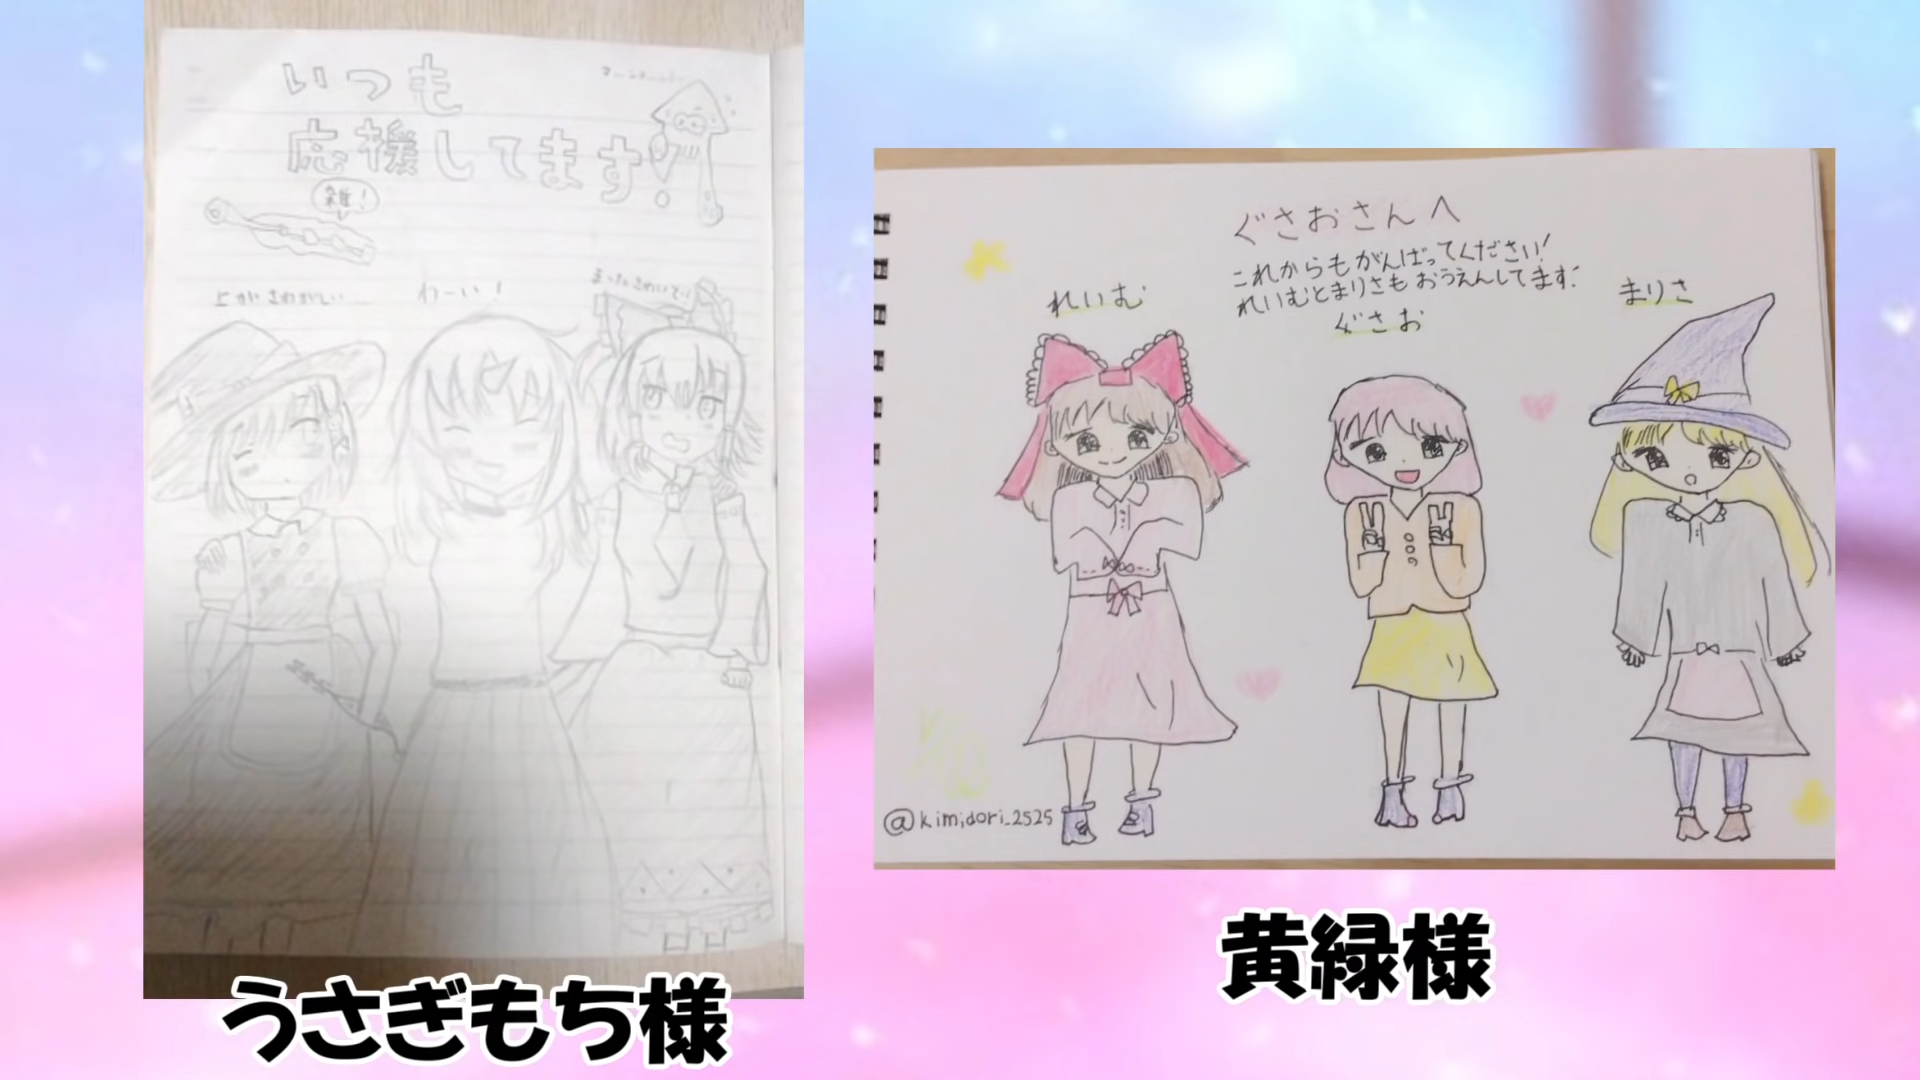 いつも
応援してます!
雑!
わーい!
うさぎもち様
ぐさおさんへ
これからもがんばってください!
れいむとまりさもおうえんしてます!
れいむ
ぐさお
まりさ
@kimidori_2525
黄緑様